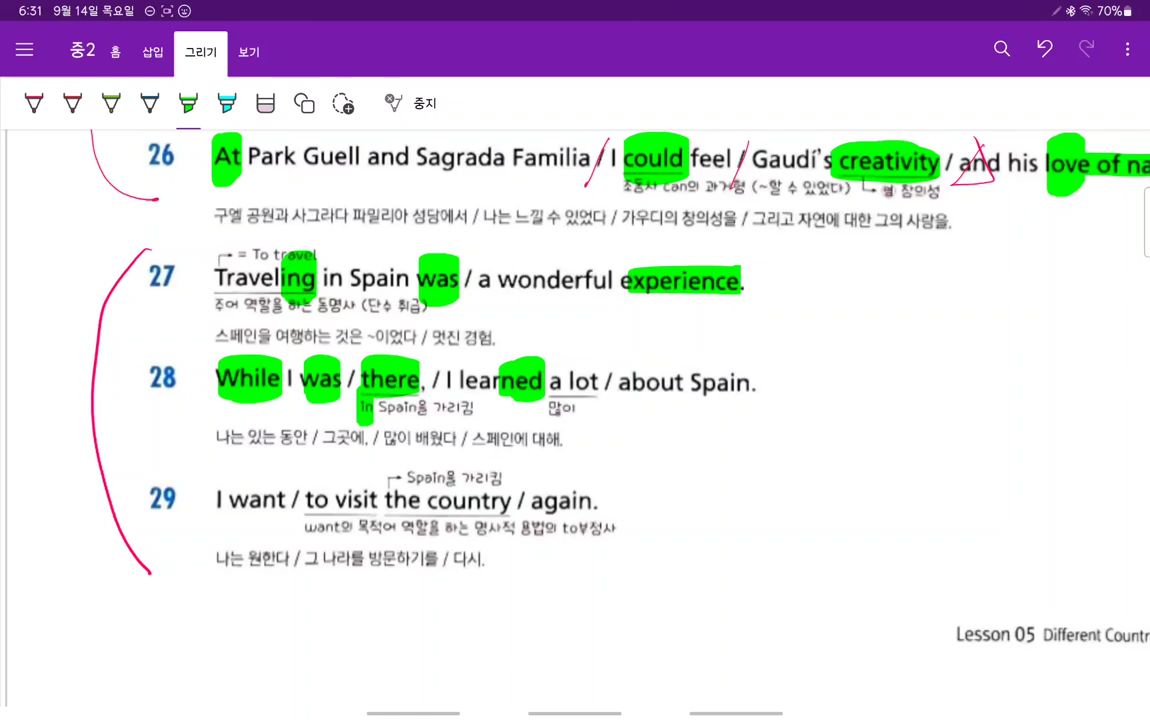 6:31 9월 14일 목요일 70%
중2 홈 삽입 그리기 보기
중지
26 At Park Guell and Sagrada Familia / I could feel / Gaudi's creativity / and his love of na
조동사 can의 과거형 (~할 수 있었다) 명 창의성
구엘 공원과 사그라다 파밀리아 성담에서 / 나는 느낄 수 있었다 / 가우디의 창의성을 / 그리고 자연에 대한 그의 사랑을.
= To travel
27 Traveling in Spain was / a wonderful experience.
주어 역할을 하는 동명사 (단수 취급)
스페인을 여행하는 것은 ~이었다 / 멋진 경험.
28 While I was / there, / I learned a lot / about Spain.
in Spain을 가리킴 많이
나는 있는 동안 / 그곳에, / 많이 배웠다 / 스페인에 대해.
Spain을 가리킴
29 I want / to visit the country / again.
want의 목적어 역할을 하는 명사적 용법의 to부정사
나는 원한다 / 그 나라를 방문하기를 / 다시.
Lesson 05 Different Countr